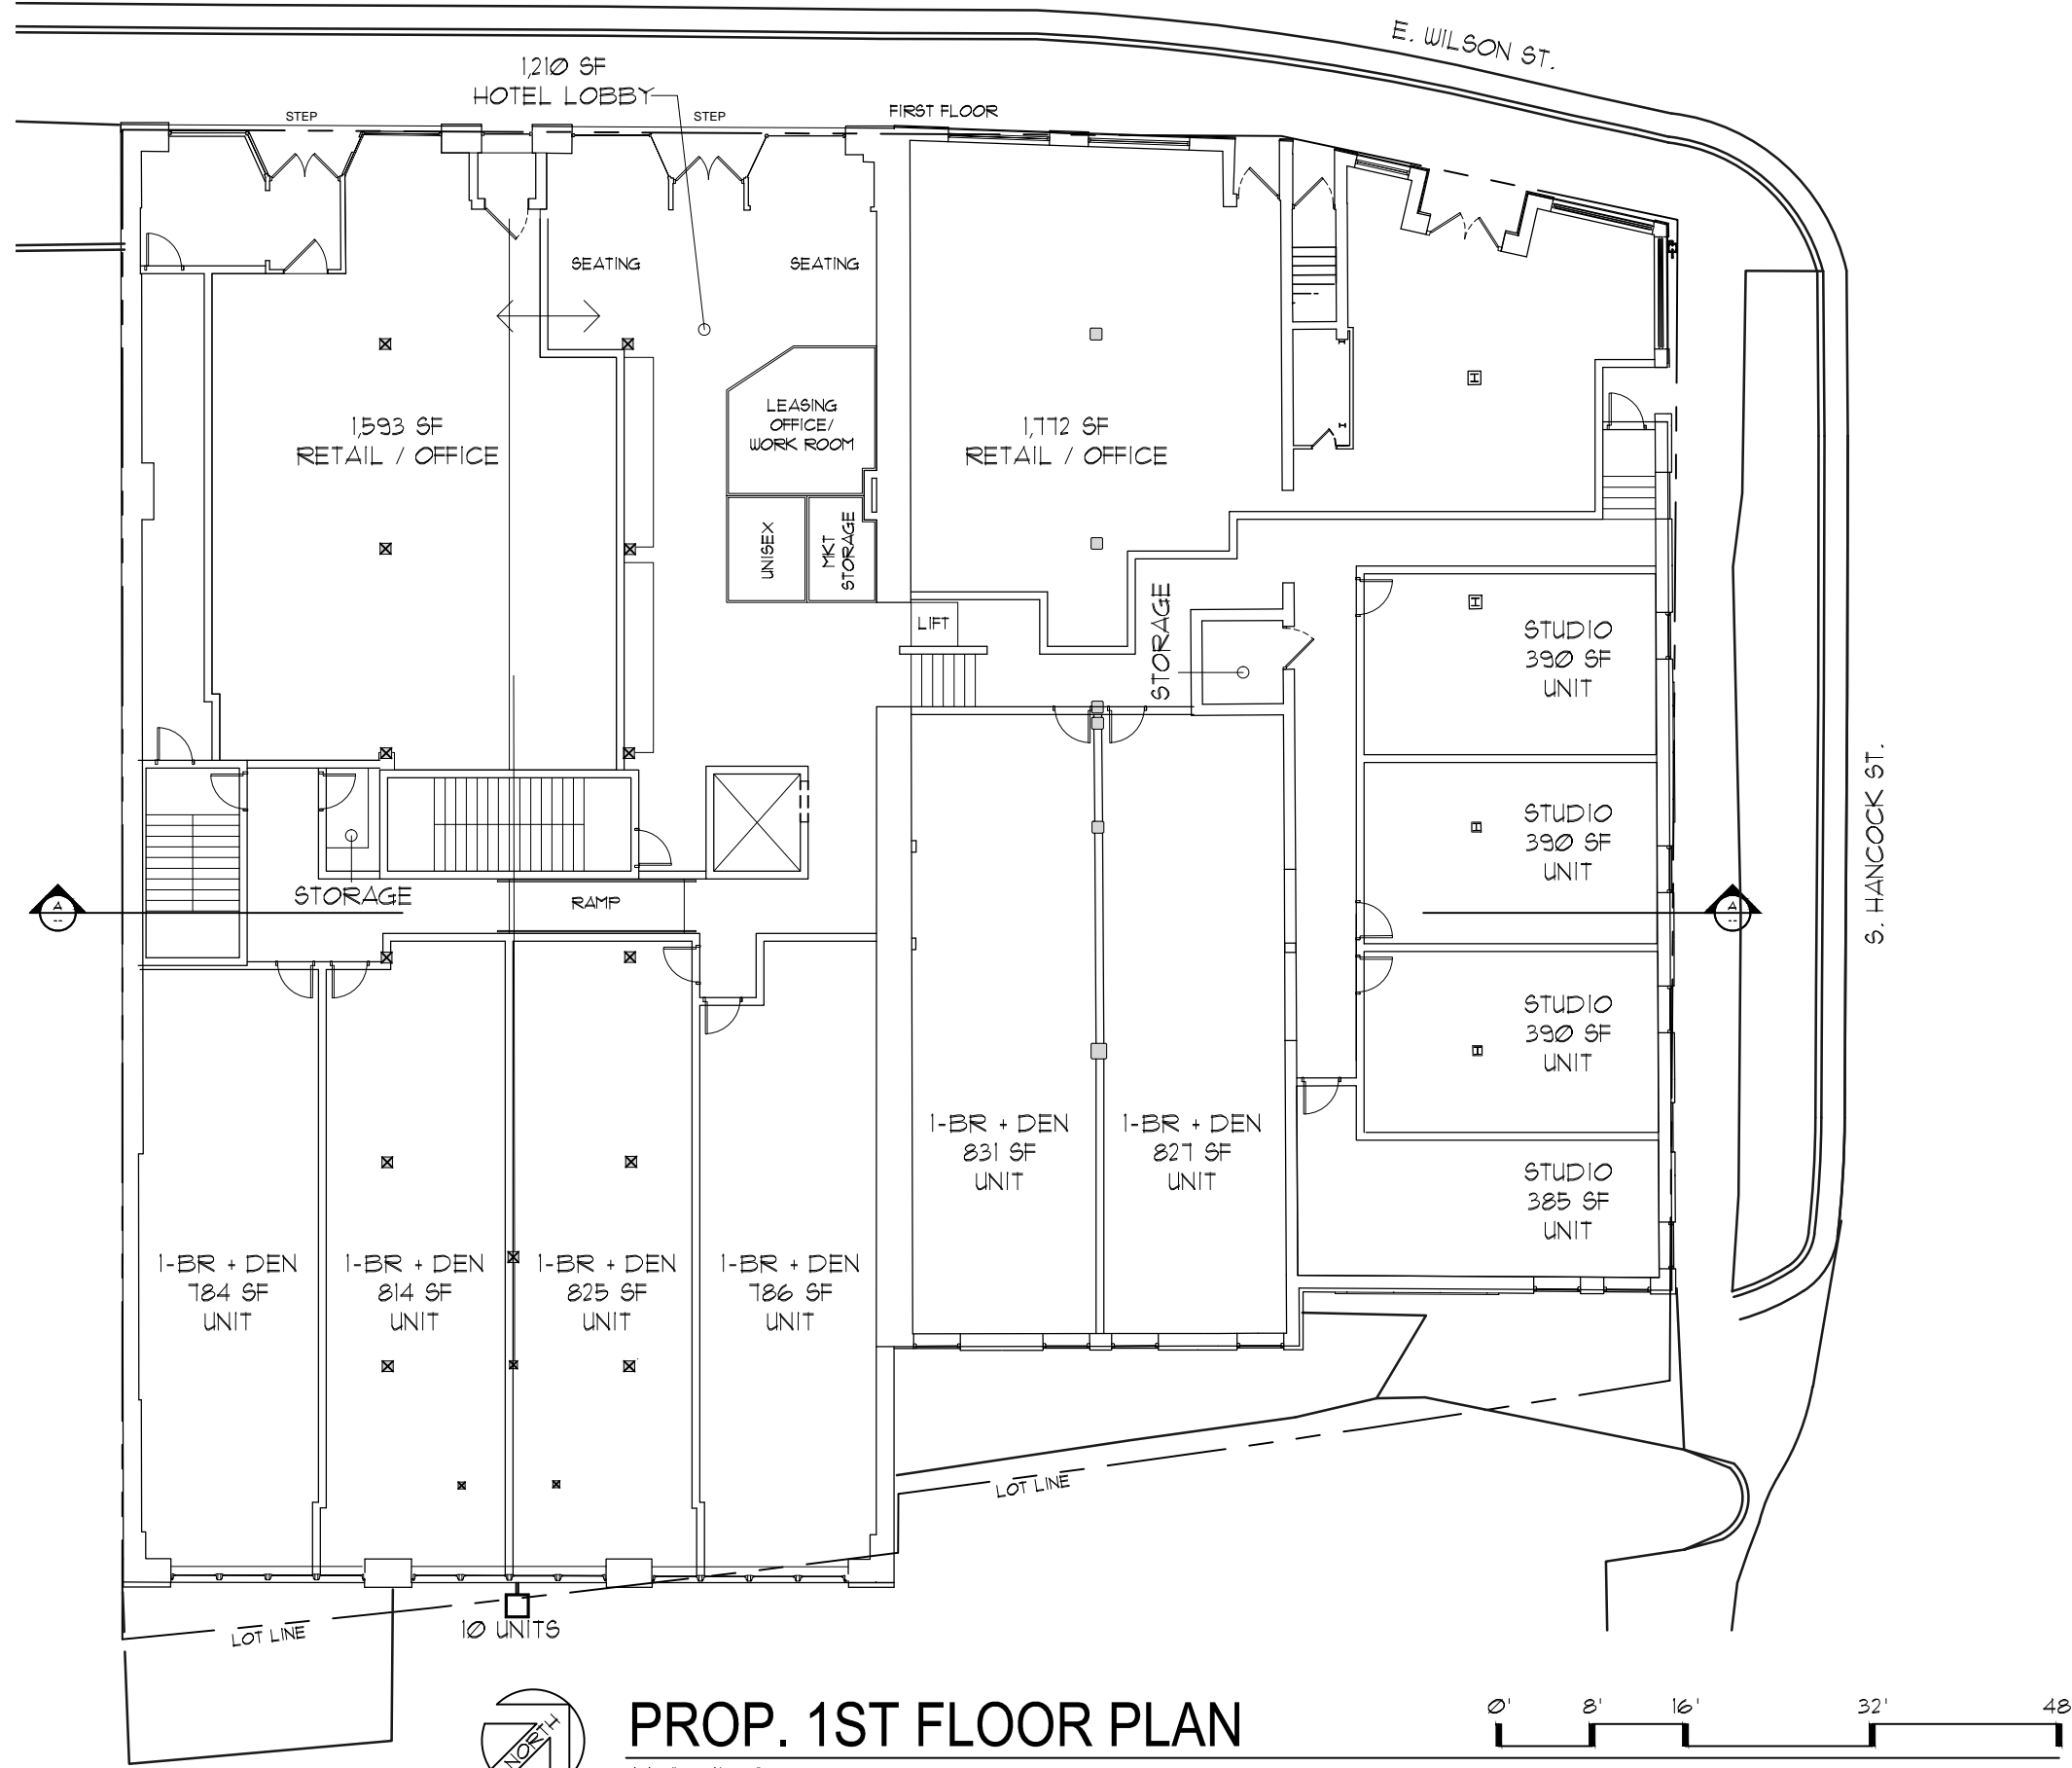 E. WILSON ST.
1,210 SF
HOTEL LOBBY
STEP
STEP
FIRST FLOOR
SEATING
SEATING
LEASING
OFFICE/
WORK ROOM
1,593 SF
RETAIL / OFFICE
1,772 SF
RETAIL / OFFICE
UNISEX
MKT
STORAGE
LIFT
STORAGE
STUDIO
390 SF
UNIT
STUDIO
390 SF
UNIT
S. HANCOCK ST.
STORAGE
RAMP
A
--
A
--
STUDIO
390 SF
UNIT
1-BR + DEN
831 SF
UNIT
1-BR + DEN
827 SF
UNIT
STUDIO
385 SF
UNIT
1-BR + DEN
784 SF
UNIT
1-BR + DEN
814 SF
UNIT
1-BR + DEN
825 SF
UNIT
1-BR + DEN
786 SF
UNIT
LOT LINE
LOT LINE
10 UNITS
NORTH
PROP. 1ST FLOOR PLAN
0' 8' 16' 32' 48